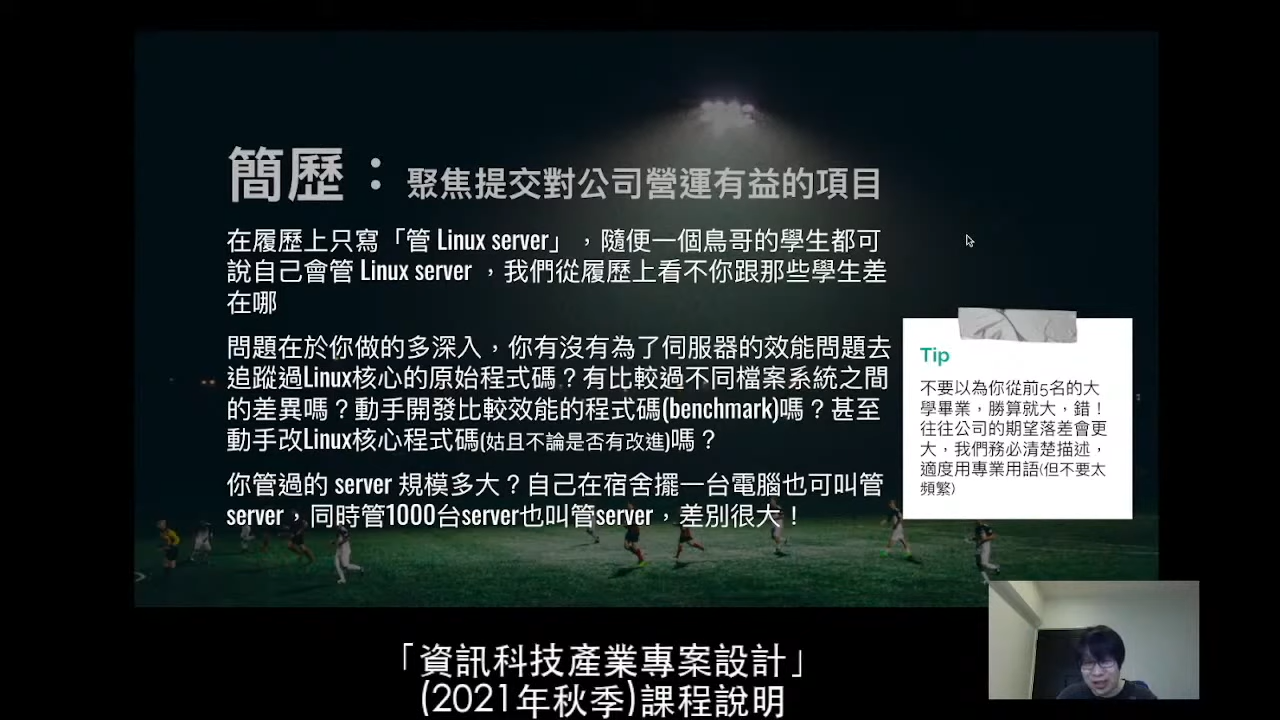 簡歷：聚焦提交對公司營運有益的項目
在履歷上只寫「管 Linux server」，隨便一個鳥哥的學生都可
說自己會管 Linux server ，我們從履歷上看不你跟那些學生差
在哪
問題在於你做的多深入，你有沒有為了伺服器的效能問題去
追蹤過Linux核心的原始程式碼？有比較過不同檔案系統之間
的差異嗎？動手開發比較效能的程式碼(benchmark)嗎？甚至
動手改Linux核心程式碼(姑且不論是否有改進)嗎？
你管過的 server 規模多大？自己在宿舍擺一台電腦也可叫管
server，同時管1000台server也叫管server，差別很大！
Tip
不要以為你從前5名的大
學畢業，勝算就大，錯！
往往公司的期望落差會更
大，我們務必清楚描述，
適度用專業用語(但不要太
頻繁)
「資訊科技產業專案設計」
(2021年秋季)課程說明